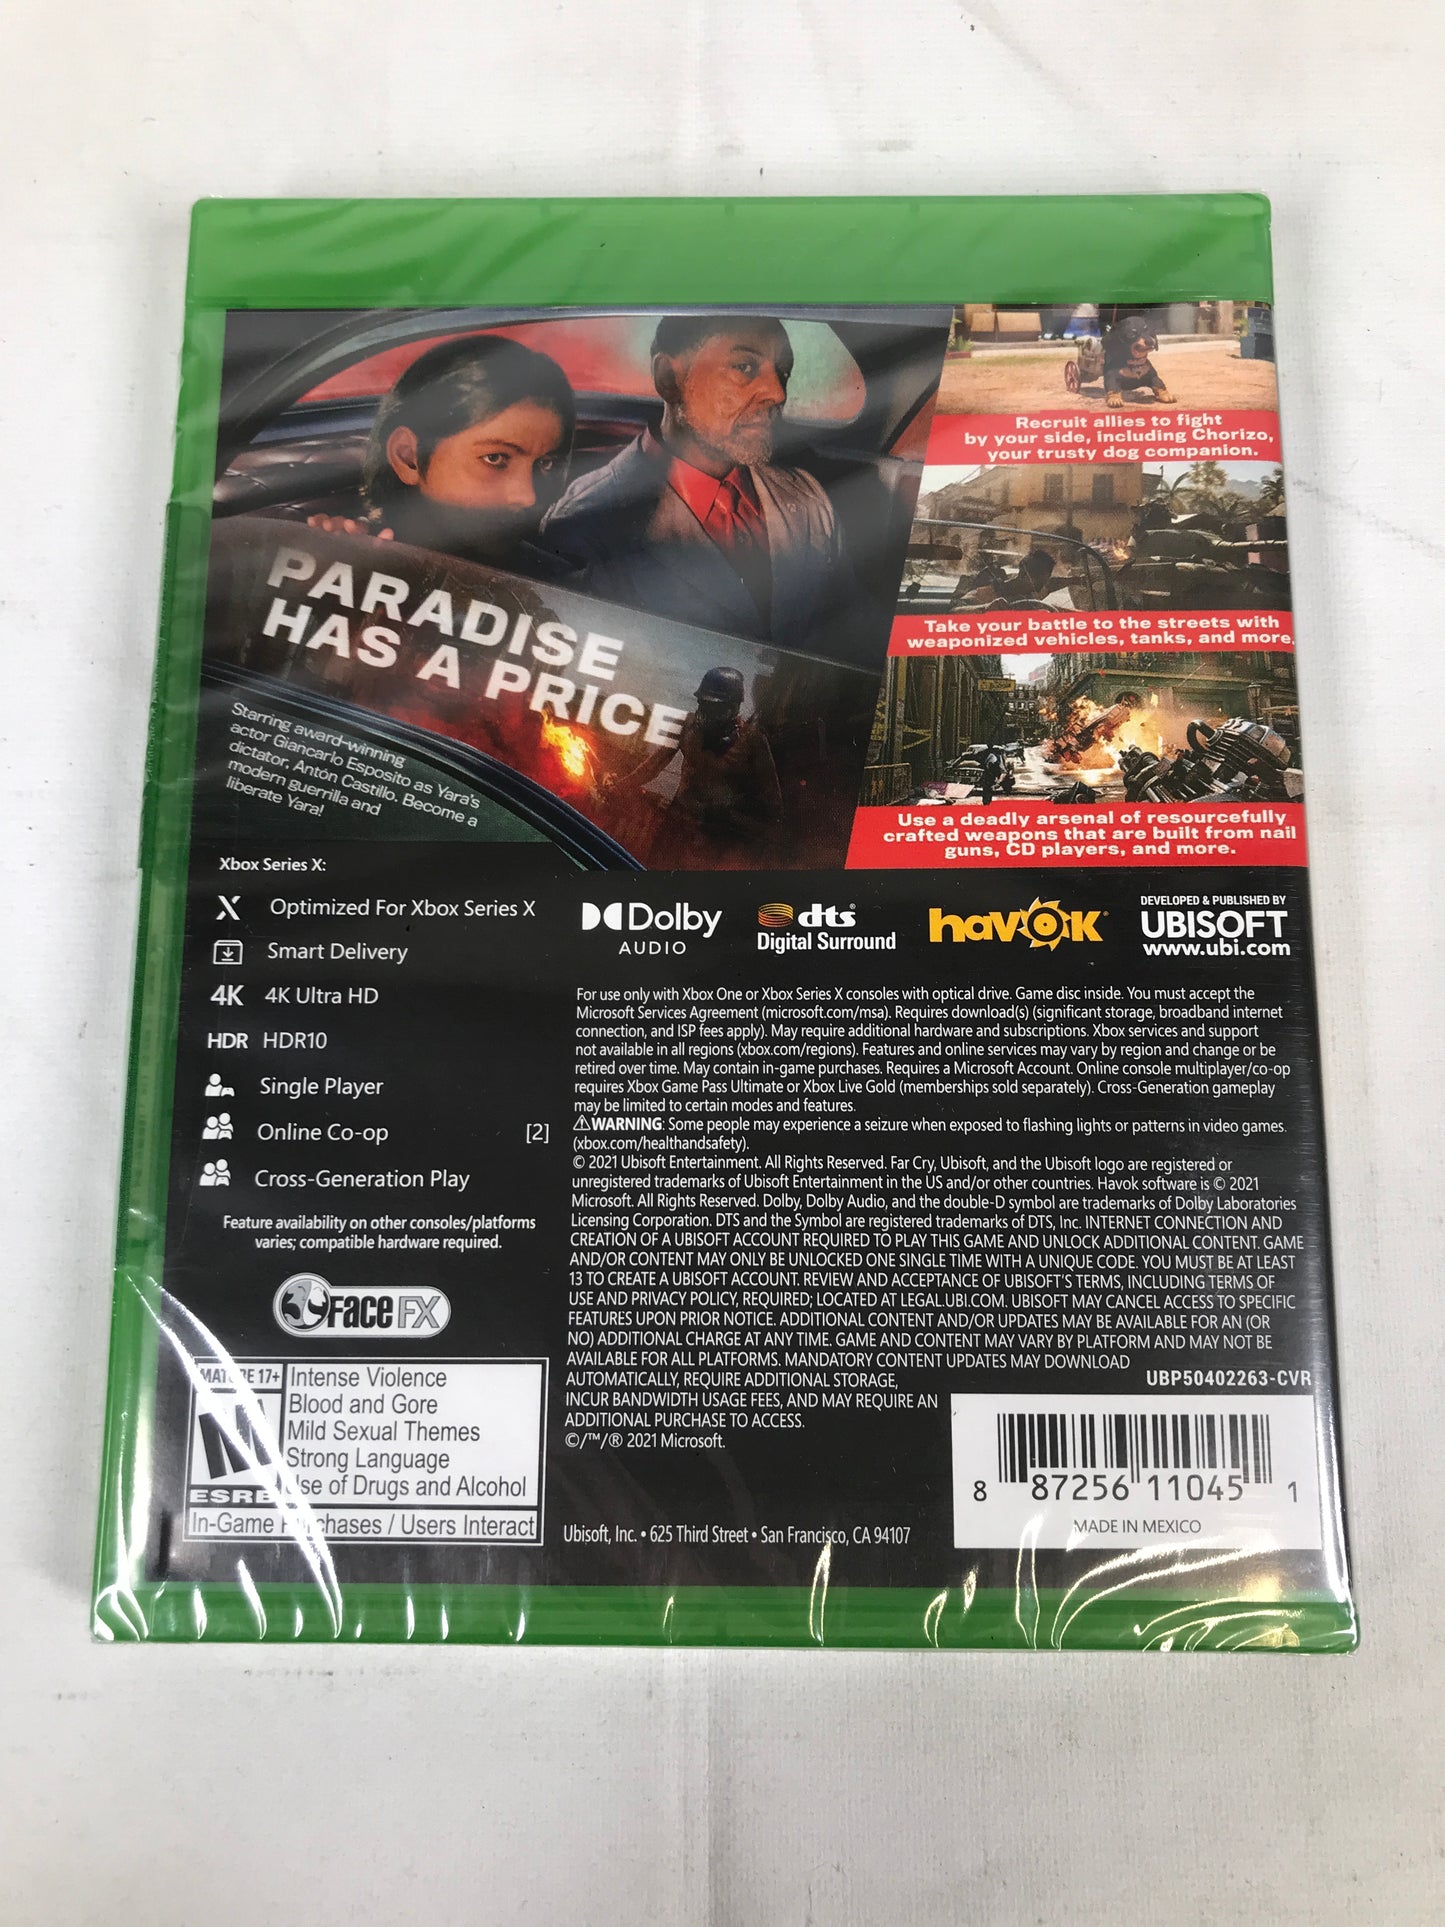 PARADISE
HAS A PRICE
Starring award-winning
actor Giancarlo Esposito as Yara's
dictator, Antón Castillo. Become a
modern guerrilla and
liberate Yara!
Recruit allies to fight
by your side, including Chorizo,
your trusty dog companion.
Take your battle to the streets with
weaponized vehicles, tanks, and more.
Use a deadly arsenal of resourcefully
crafted weapons that are built from nail
guns, CD players, and more.
Xbox Series X:
X Optimized For Xbox Series X
Smart Delivery
4K 4K Ultra HD
HDR HDR10
Single Player
Online Co-op [2]
Cross-Generation Play
Feature availability on other consoles/platforms
varies; compatible hardware required.
FaceFX
MATURE 17+
M
ESRB
Intense Violence
Blood and Gore
Mild Sexual Themes
Strong Language
Use of Drugs and Alcohol
In-Game Purchases / Users Interact
Dolby
AUDIO
dts®
Digital Surround
havok®
DEVELOPED & PUBLISHED BY
UBISOFT
www.ubi.com
For use only with Xbox One or Xbox Series X consoles with optical drive. Game disc inside. You must accept the
Microsoft Services Agreement (microsoft.com/msa). Requires download(s) (significant storage, broadband internet
connection, and ISP fees apply). May require additional hardware and subscriptions. Xbox services and support
not available in all regions (xbox.com/regions). Features and online services may vary by region and change or be
retired over time. May contain in-game purchases. Requires a Microsoft Account. Online console multiplayer/co-op
requires Xbox Game Pass Ultimate or Xbox Live Gold (memberships sold separately). Cross-Generation gameplay
may be limited to certain modes and features.
⚠WARNING: Some people may experience a seizure when exposed to flashing lights or patterns in video games.
(xbox.com/healthandsafety).
© 2021 Ubisoft Entertainment. All Rights Reserved. Far Cry, Ubisoft, and the Ubisoft logo are registered or
unregistered trademarks of Ubisoft Entertainment in the US and/or other countries. Havok software is © 2021
Microsoft. All Rights Reserved. Dolby, Dolby Audio, and the double-D symbol are trademarks of Dolby Laboratories
Licensing Corporation. DTS and the Symbol are registered trademarks of DTS, Inc. INTERNET CONNECTION AND
CREATION OF A UBISOFT ACCOUNT REQUIRED TO PLAY THIS GAME AND UNLOCK ADDITIONAL CONTENT. GAME
AND/OR CONTENT MAY ONLY BE UNLOCKED ONE SINGLE TIME WITH A UNIQUE CODE. YOU MUST BE AT LEAST
13 TO CREATE A UBISOFT ACCOUNT. REVIEW AND ACCEPTANCE OF UBISOFT'S TERMS, INCLUDING TERMS OF
USE AND PRIVACY POLICY, REQUIRED; LOCATED AT LEGAL.UBI.COM. UBISOFT MAY CANCEL ACCESS TO SPECIFIC
FEATURES UPON PRIOR NOTICE. ADDITIONAL CONTENT AND/OR UPDATES MAY BE AVAILABLE FOR AN (OR
NO) ADDITIONAL CHARGE AT ANY TIME. GAME AND CONTENT MAY VARY BY PLATFORM AND MAY NOT BE
AVAILABLE FOR ALL PLATFORMS. MANDATORY CONTENT UPDATES MAY DOWNLOAD
AUTOMATICALLY, REQUIRE ADDITIONAL STORAGE,
INCUR BANDWIDTH USAGE FEES, AND MAY REQUIRE AN
ADDITIONAL PURCHASE TO ACCESS.
©/™/® 2021 Microsoft.
Ubisoft, Inc. • 625 Third Street • San Francisco, CA 94107
UBP50402263-CVR
8 87256 11045 1
MADE IN MEXICO